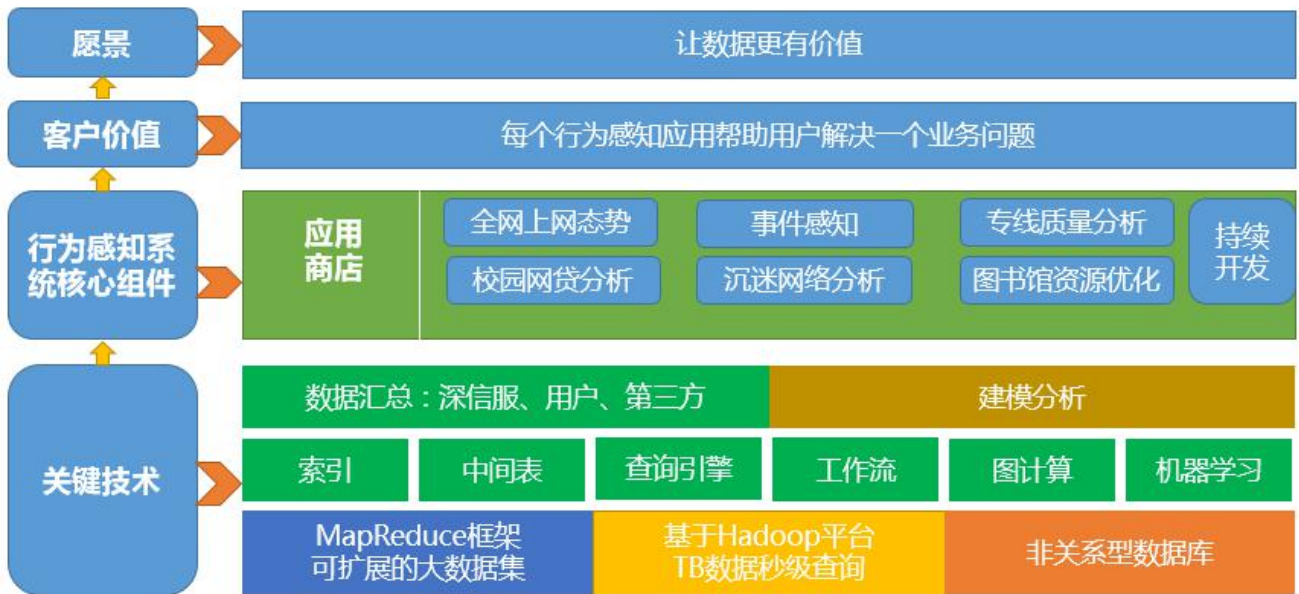 愿景
让数据更有价值
客户价值
每个行为感知应用帮助用户解决一个业务问题
行为感知系
统核心组件
应用
商店
全网上网态势
事件感知
专线质量分析
校园网贷分析
沉迷网络分析
图书馆资源优化
持续
开发
关键技术
数据汇总：深信服、用户、第三方
建模分析
索引
中间表
查询引擎
工作流
图计算
机器学习
MapReduce框架
可扩展的大数据集
基于Hadoop平台
TB数据秒级查询
非关系型数据库